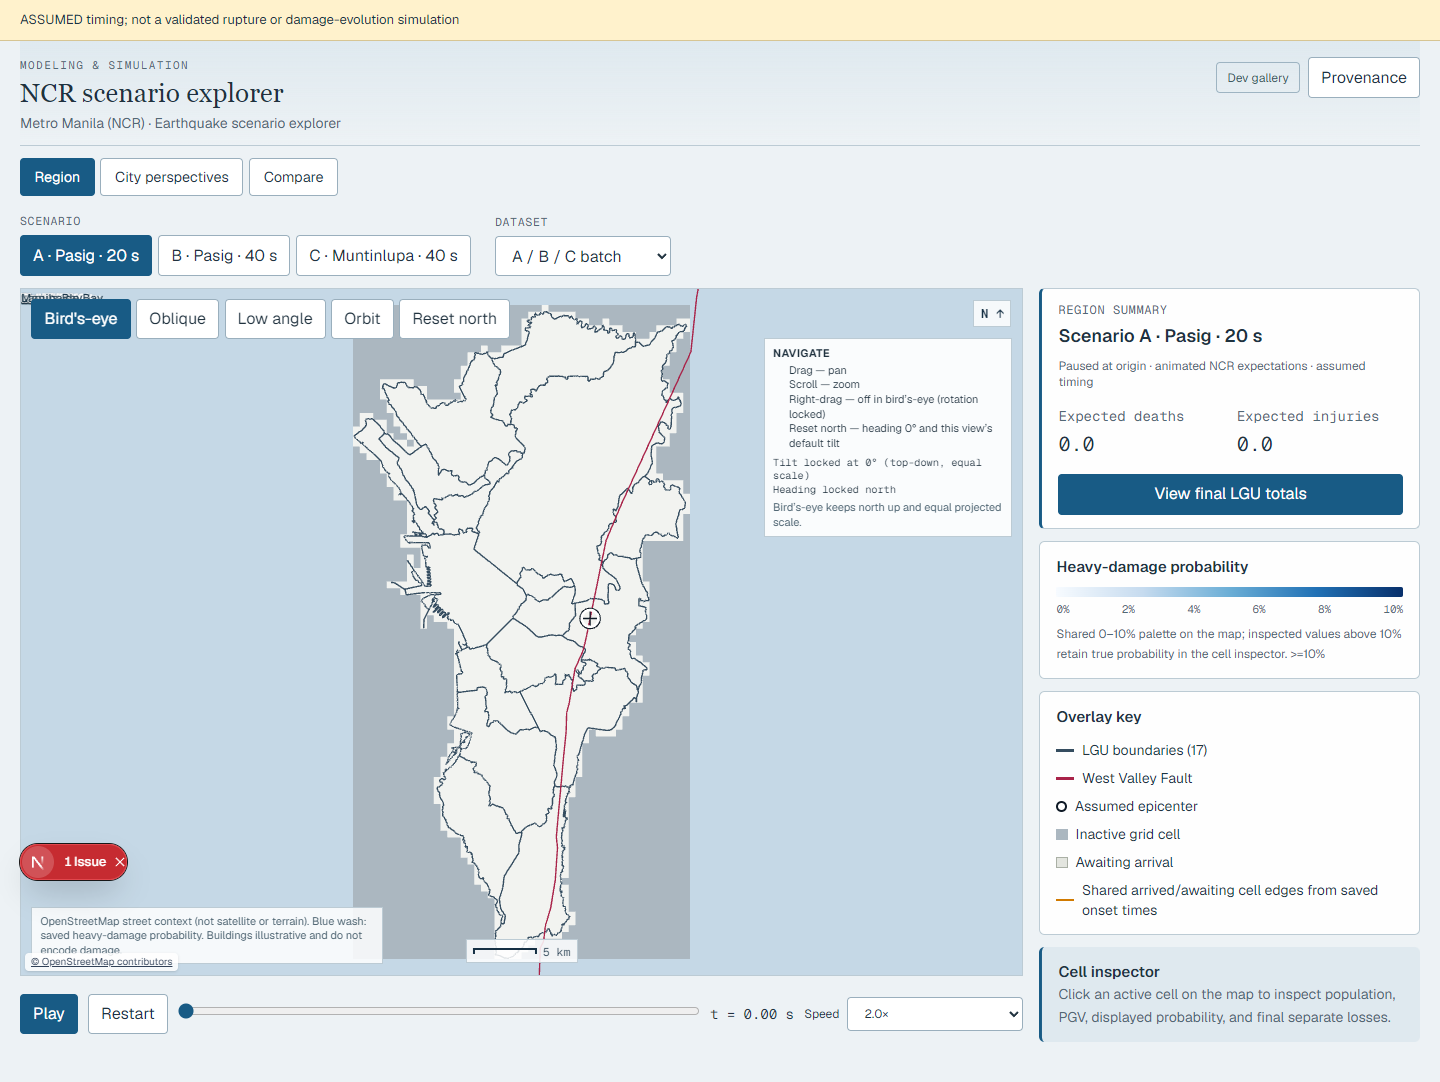 ASSUMED timing; not a validated rupture or damage-evolution simulation
MODELING & SIMULATION
NCR scenario explorer
Metro Manila (NCR) · Earthquake scenario explorer
Dev gallery
Provenance
Region
City perspectives
Compare
SCENARIO
DATASET
A · Pasig · 20 s
B · Pasig · 40 s
C · Muntinlupa · 40 s
A / B / C batch
Bird's-eye
Oblique
Low angle
Orbit
Reset north
N ↑
NAVIGATE
Drag — pan
Scroll — zoom
Right-drag — off in bird's-eye (rotation
locked)
Reset north — heading 0° and this view's
default tilt
Tilt locked at 0° (top-down, equal
scale)
Heading locked north
Bird's-eye keeps north up and equal projected
scale.
1 Issue
OpenStreetMap street context (not satellite or terrain). Blue wash:
saved heavy-damage probability. Buildings illustrative and do not
encode damage.
© OpenStreetMap contributors
5 km
Play
Restart
t = 0.00 s
Speed
2.0×
REGION SUMMARY
Scenario A · Pasig · 20 s
Paused at origin · animated NCR expectations · assumed
timing
Expected deaths
Expected injuries
0.0
0.0
View final LGU totals
Heavy-damage probability
0%
2%
4%
6%
8%
10%
Shared 0–10% palette on the map; inspected values above 10%
retain true probability in the cell inspector. >=10%
Overlay key
LGU boundaries (17)
West Valley Fault
Assumed epicenter
Inactive grid cell
Awaiting arrival
Shared arrived/awaiting cell edges from saved
onset times
Cell inspector
Click an active cell on the map to inspect population,
PGV, displayed probability, and final separate losses.